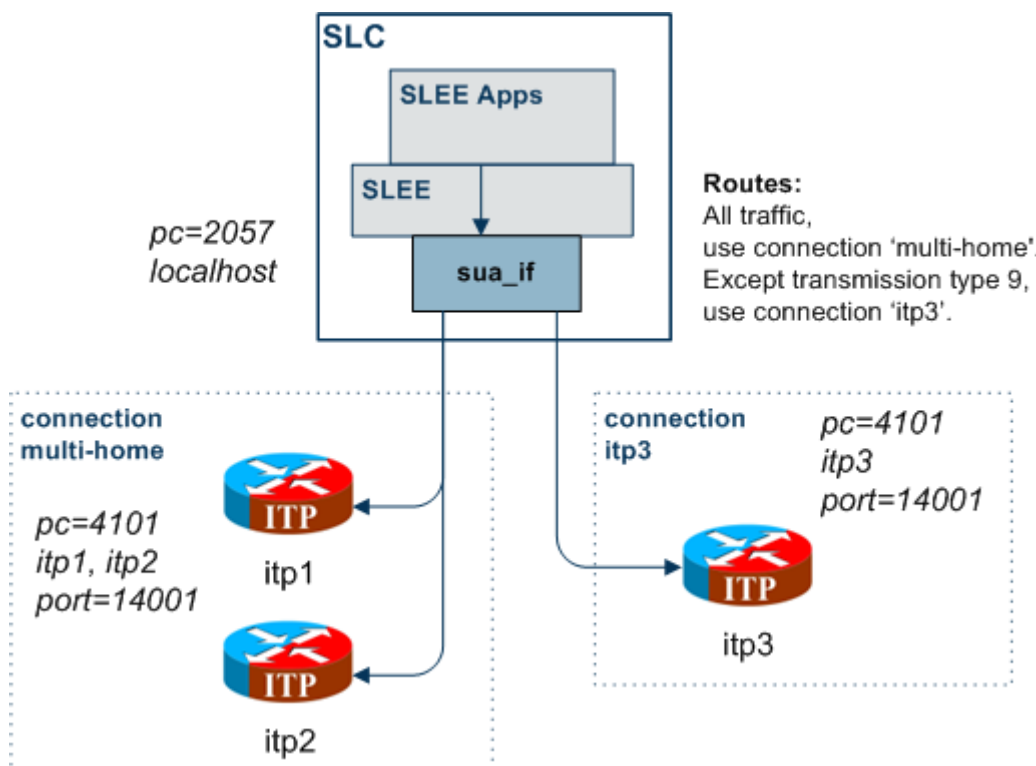 SLC
SLEE Apps
SLEE
sua_if
pc=2057
localhost
Routes:
All traffic,
use connection ‘multi-home’.
Except transmission type 9,
use connection ‘itp3’.
connection
multi-home
pc=4101
itp1, itp2
port=14001
ITP
itp1
ITP
itp2
connection
itp3
pc=4101
itp3
port=14001
ITP
itp3